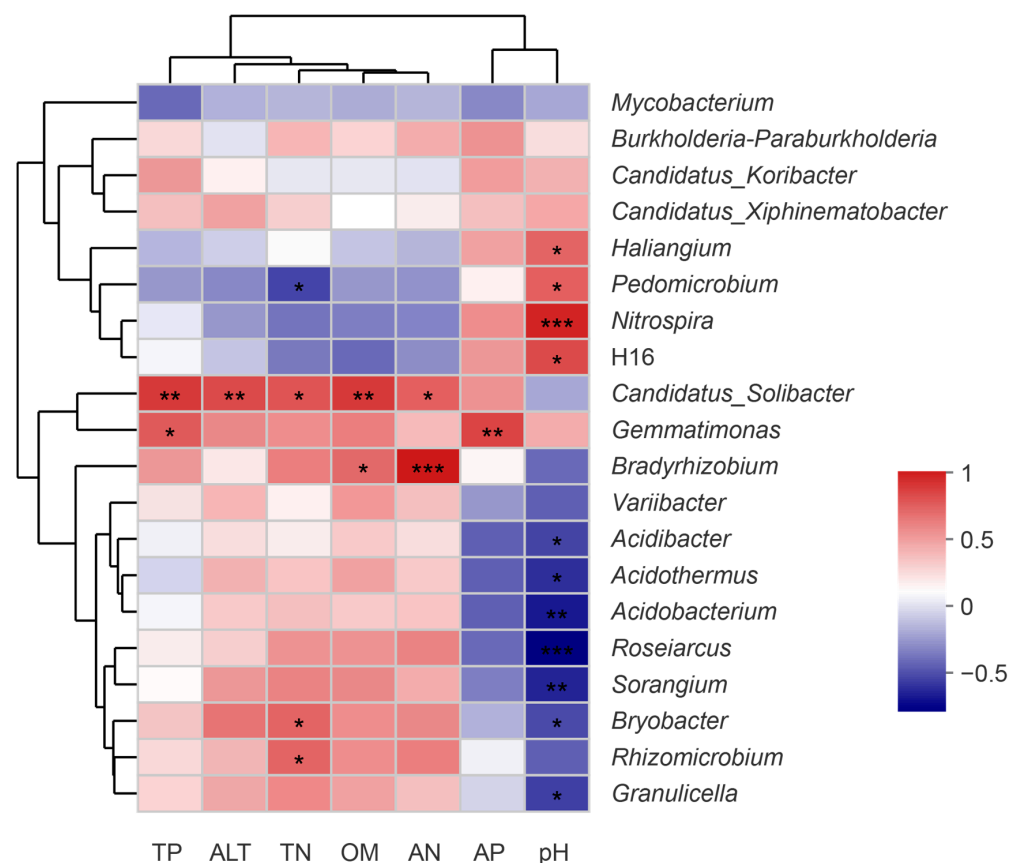 Mycobacterium
Burkholderia-Paraburkholderia
Candidatus_Koribacter
Candidatus_Xiphinematobacter
* Haliangium
* * Pedomicrobium
*** Nitrospira
* H16
** ** * ** * Candidatus_Solibacter
* ** Gemmatimonas
* *** Bradyrhizobium
Variibacter
* Acidibacter
* Acidothermus
** Acidobacterium
*** Roseiarcus
** Sorangium
* * Bryobacter
* Rhizomicrobium
* Granulicella
1
0.5
0
−0.5
TP ALT TN OM AN AP pH